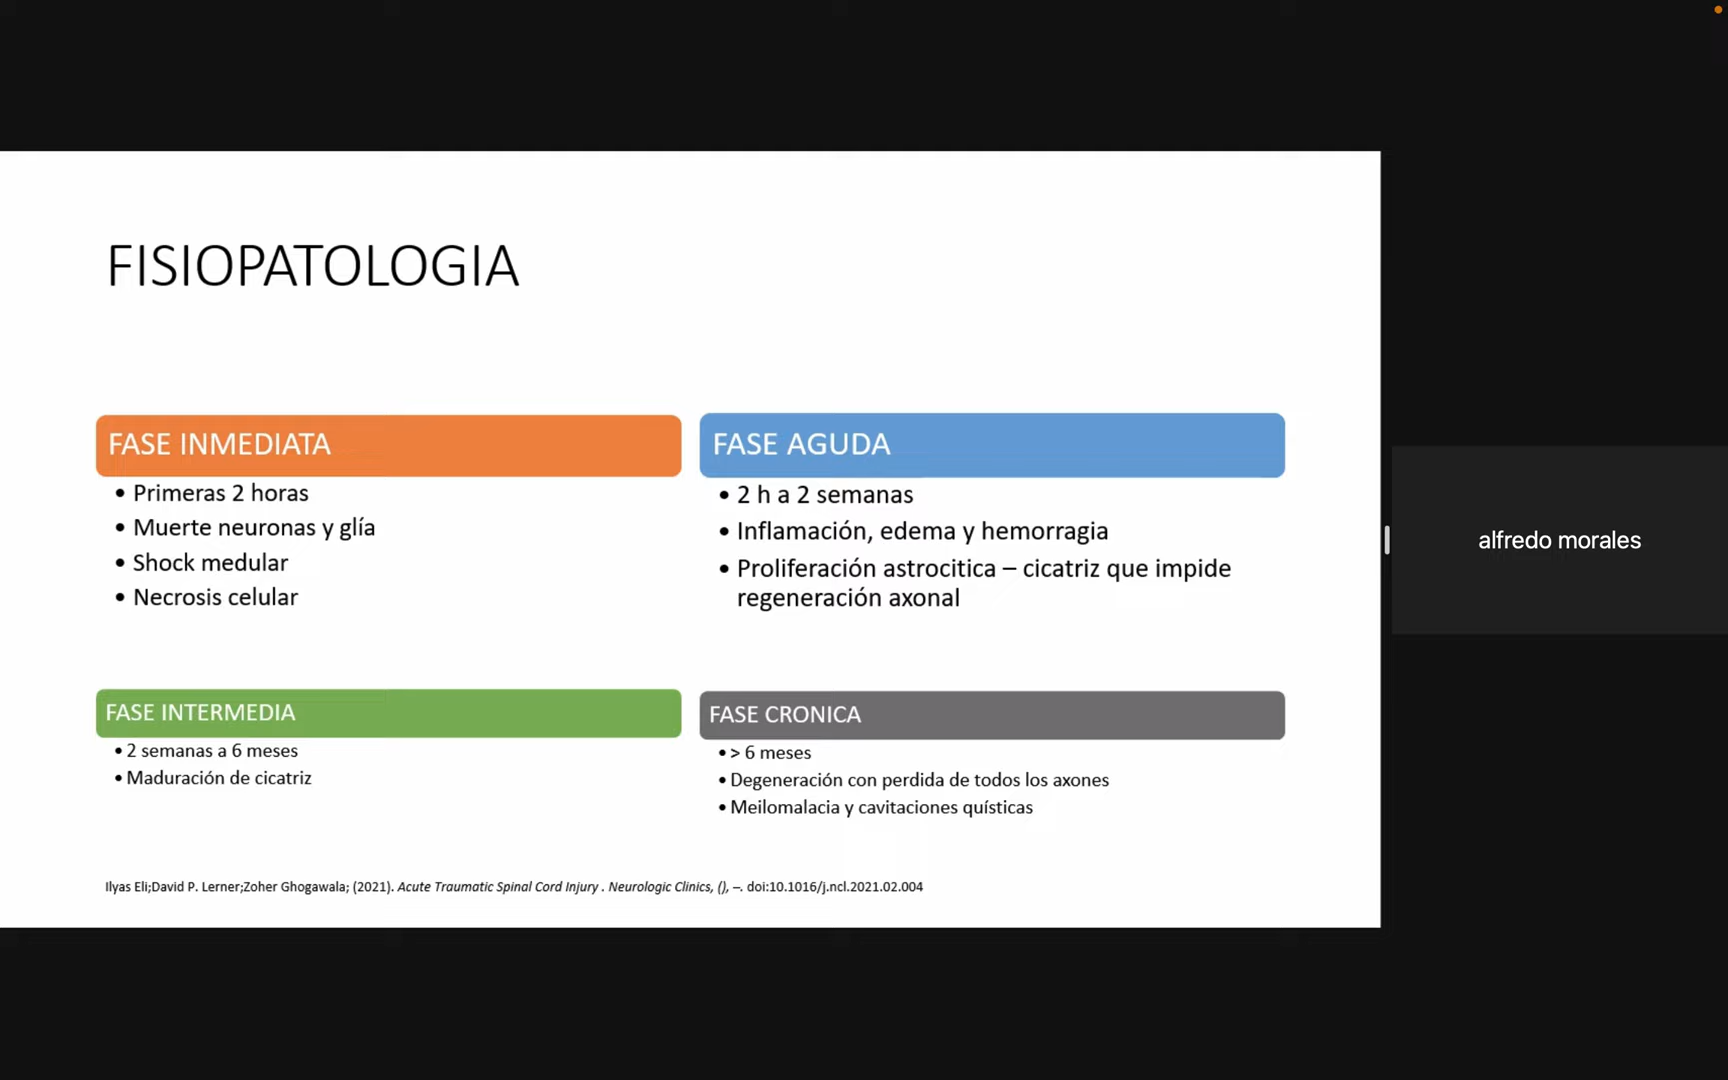 FISIOPATOLOGIA
FASE INMEDIATA
• Primeras 2 horas
• Muerte neuronas y glía
• Shock medular
• Necrosis celular
FASE AGUDA
• 2 h a 2 semanas
• Inflamación, edema y hemorragia
• Proliferación astrocitica – cicatriz que impide
regeneración axonal
FASE INTERMEDIA
• 2 semanas a 6 meses
• Maduración de cicatriz
FASE CRONICA
• > 6 meses
• Degeneración con perdida de todos los axones
• Meilomalacia y cavitaciones quísticas
Ilyas Eli;David P. Lerner;Zoher Ghogawala; (2021). Acute Traumatic Spinal Cord Injury . Neurologic Clinics, (), –. doi:10.1016/j.ncl.2021.02.004
alfredo morales